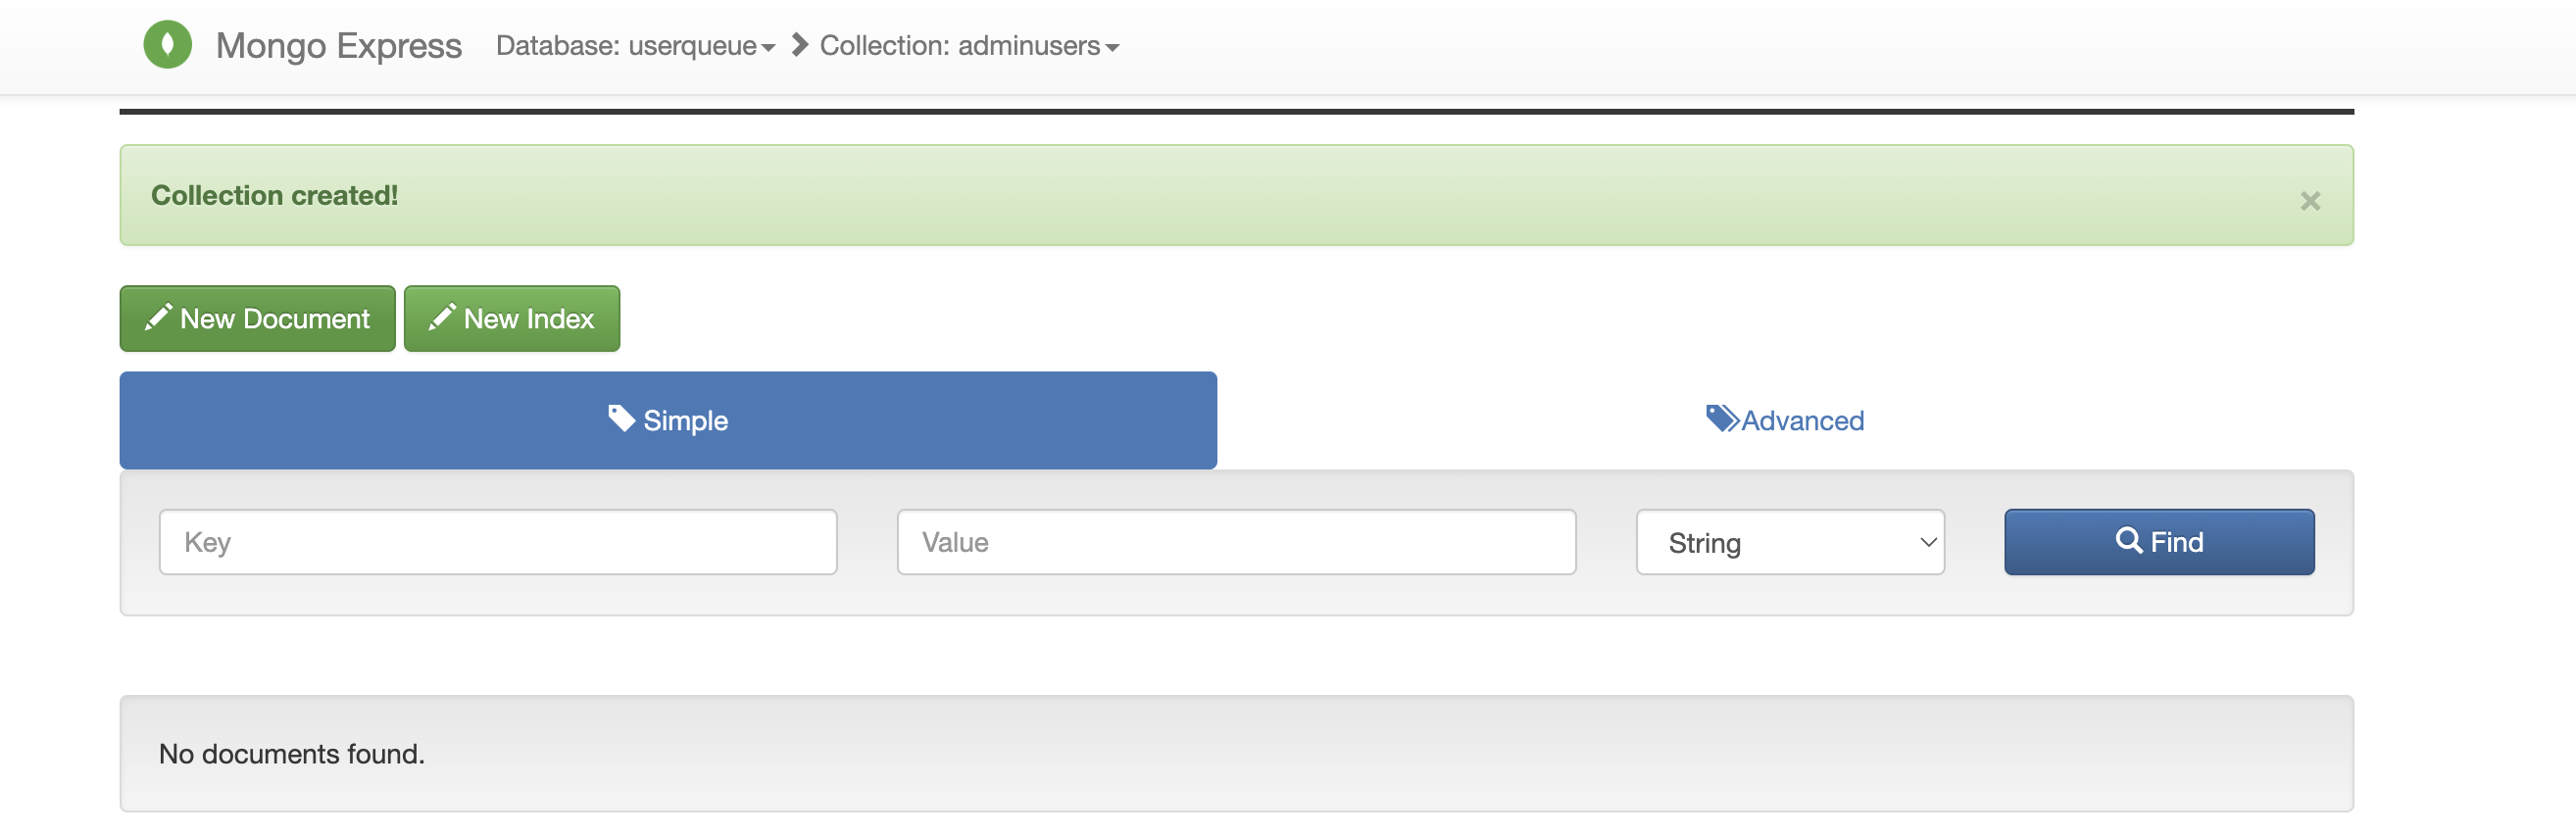 Mongo Express Database: userqueue Collection: adminusers
Collection created!
×
New Document New Index
Simple Advanced
Key Value String Find
No documents found.